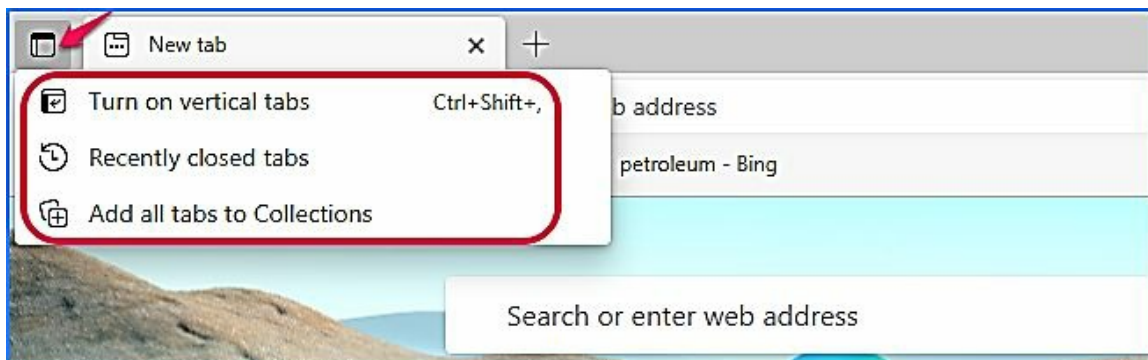 New tab
Turn on vertical tabs Ctrl+Shift+,
b address
Recently closed tabs
petroleum - Bing
Add all tabs to Collections
Search or enter web address